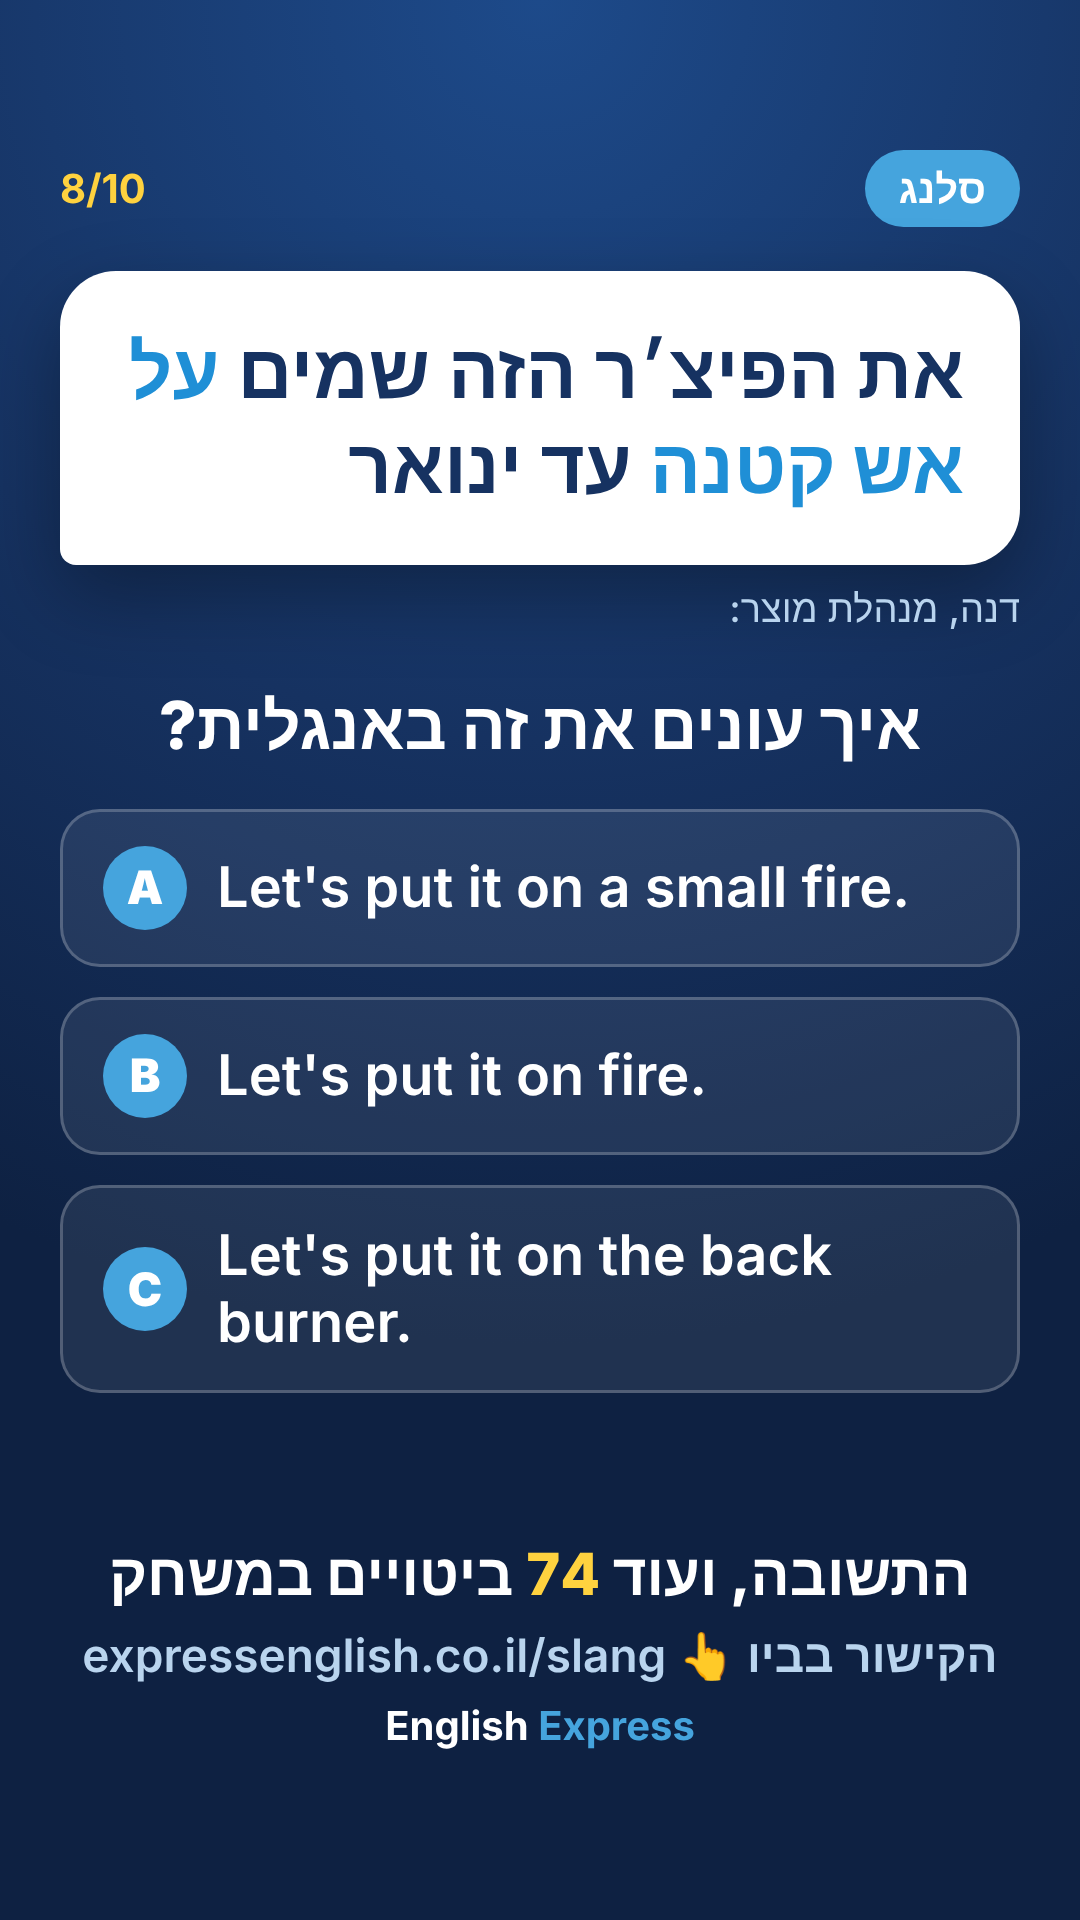 סלנג
8/10
את הפיצ׳ר הזה שמים על
אש קטנה עד ינואר
דנה, מנהלת מוצר:
איך עונים את זה באנגלית?
A Let's put it on a small fire.
B Let's put it on fire.
C Let's put it on the back
burner.
התשובה, ועוד 74 ביטויים במשחק
הקישור בביו 👆 expressenglish.co.il/slang
English Express